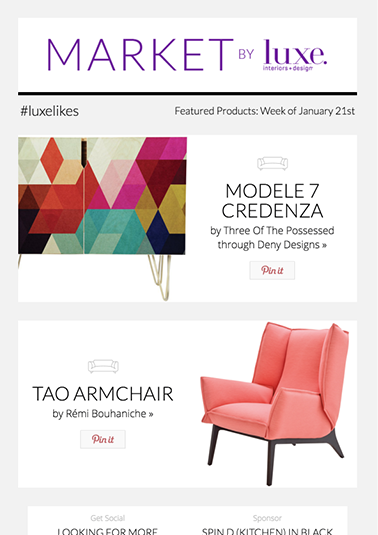 MARKET BY luxe.
interiors+design
#luxelikes Featured Products: Week of January 21st
MODELE 7
CREDENZA
by Three Of The Possessed
through Deny Designs »
Pin it
TAO ARMCHAIR
by Rémi Bouhaniche »
Pin it
Get Social
LOOKING FOR MORE
Sponsor
SPIN D (KITCHEN) IN BLACK